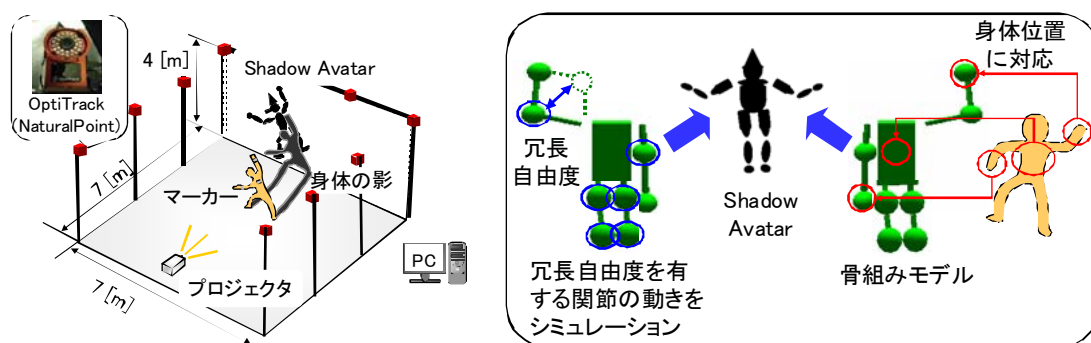 OptiTrack
(NaturalPoint)
4 [m]
Shadow Avatar
7 [m]
マーカー
身体の影
プロジェクタ
7 [m]
PC
冗長
自由度
冗長自由度を有
する関節の動きを
シミュレーション
Shadow
Avatar
身体位置
に対応
骨組みモデル